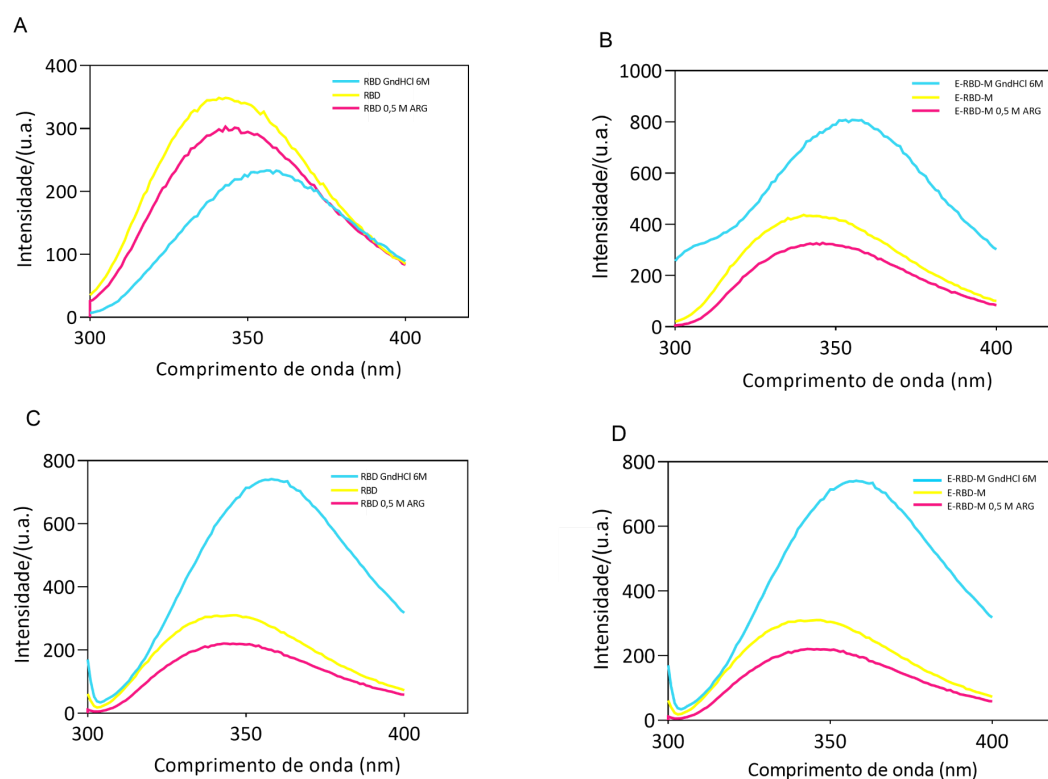 A
Intensidade/(u.a.)
400
300
200
100
0
RBD GndHCl 6M
RBD
RBD 0,5 M ARG
300
350
400
Comprimento de onda (nm)
B
Intensidade/(u.a.)
1000
800
600
400
200
0
E-RBD-M GndHCl 6M
E-RBD-M
E-RBD-M 0,5 M ARG
300
350
400
Comprimento de onda (nm)
C
Intensidade/(u.a.)
800
600
400
200
0
RBD GndHCl 6M
RBD
RBD 0,5 M ARG
300
350
400
Comprimento de onda (nm)
D
Intensidade/(u.a.)
800
600
400
200
0
E-RBD-M GndHCl 6M
E-RBD-M
E-RBD-M 0,5 M ARG
300
350
400
Comprimento de onda (nm)